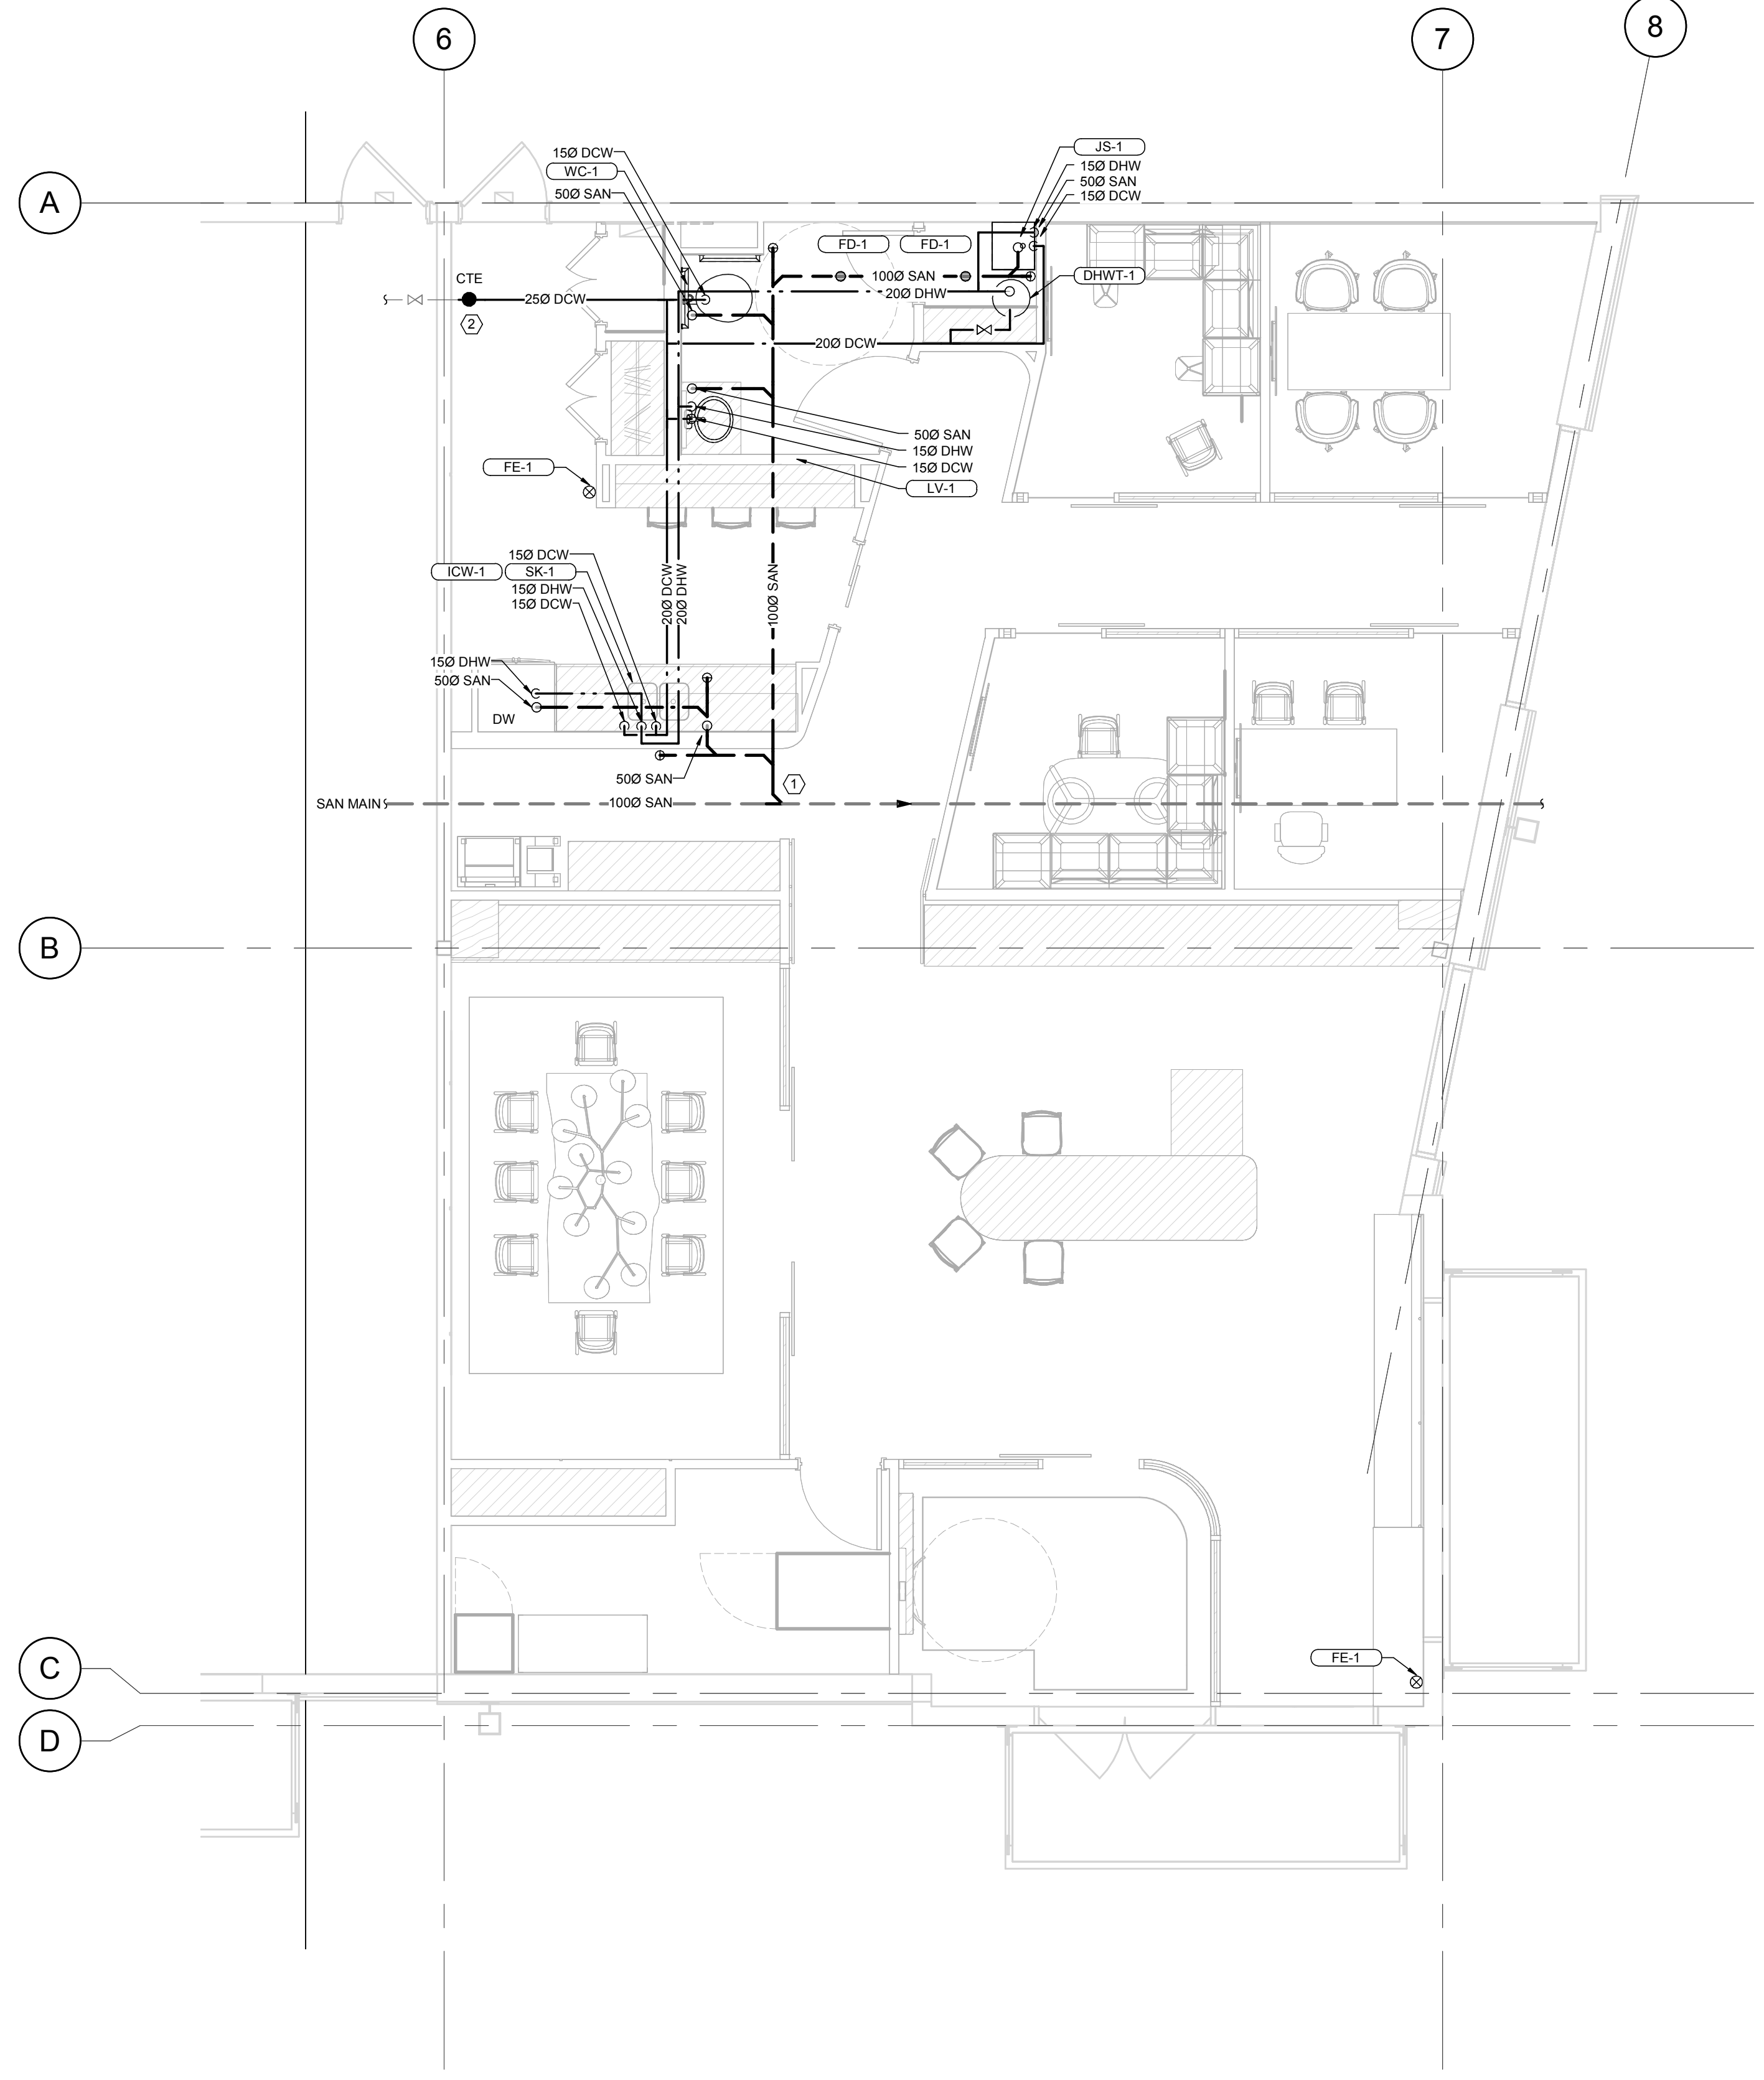 6
7
8
A
15Ø DCW
WC-1
50Ø SAN
JS-1
15Ø DHW
50Ø SAN
15Ø DCW
FD-1
FD-1
CTE
25Ø DCW
2
100Ø SAN
20Ø DHW
DHWT-1
20Ø DCW
50Ø SAN
15Ø DHW
15Ø DCW
LV-1
FE-1
15Ø DCW
ICW-1
SK-1
15Ø DHW
15Ø DCW
20Ø DCW
20Ø DHW
100Ø SAN
15Ø DHW
50Ø SAN
DW
50Ø SAN
1
SAN MAIN
100Ø SAN
B
FE-1
C
D